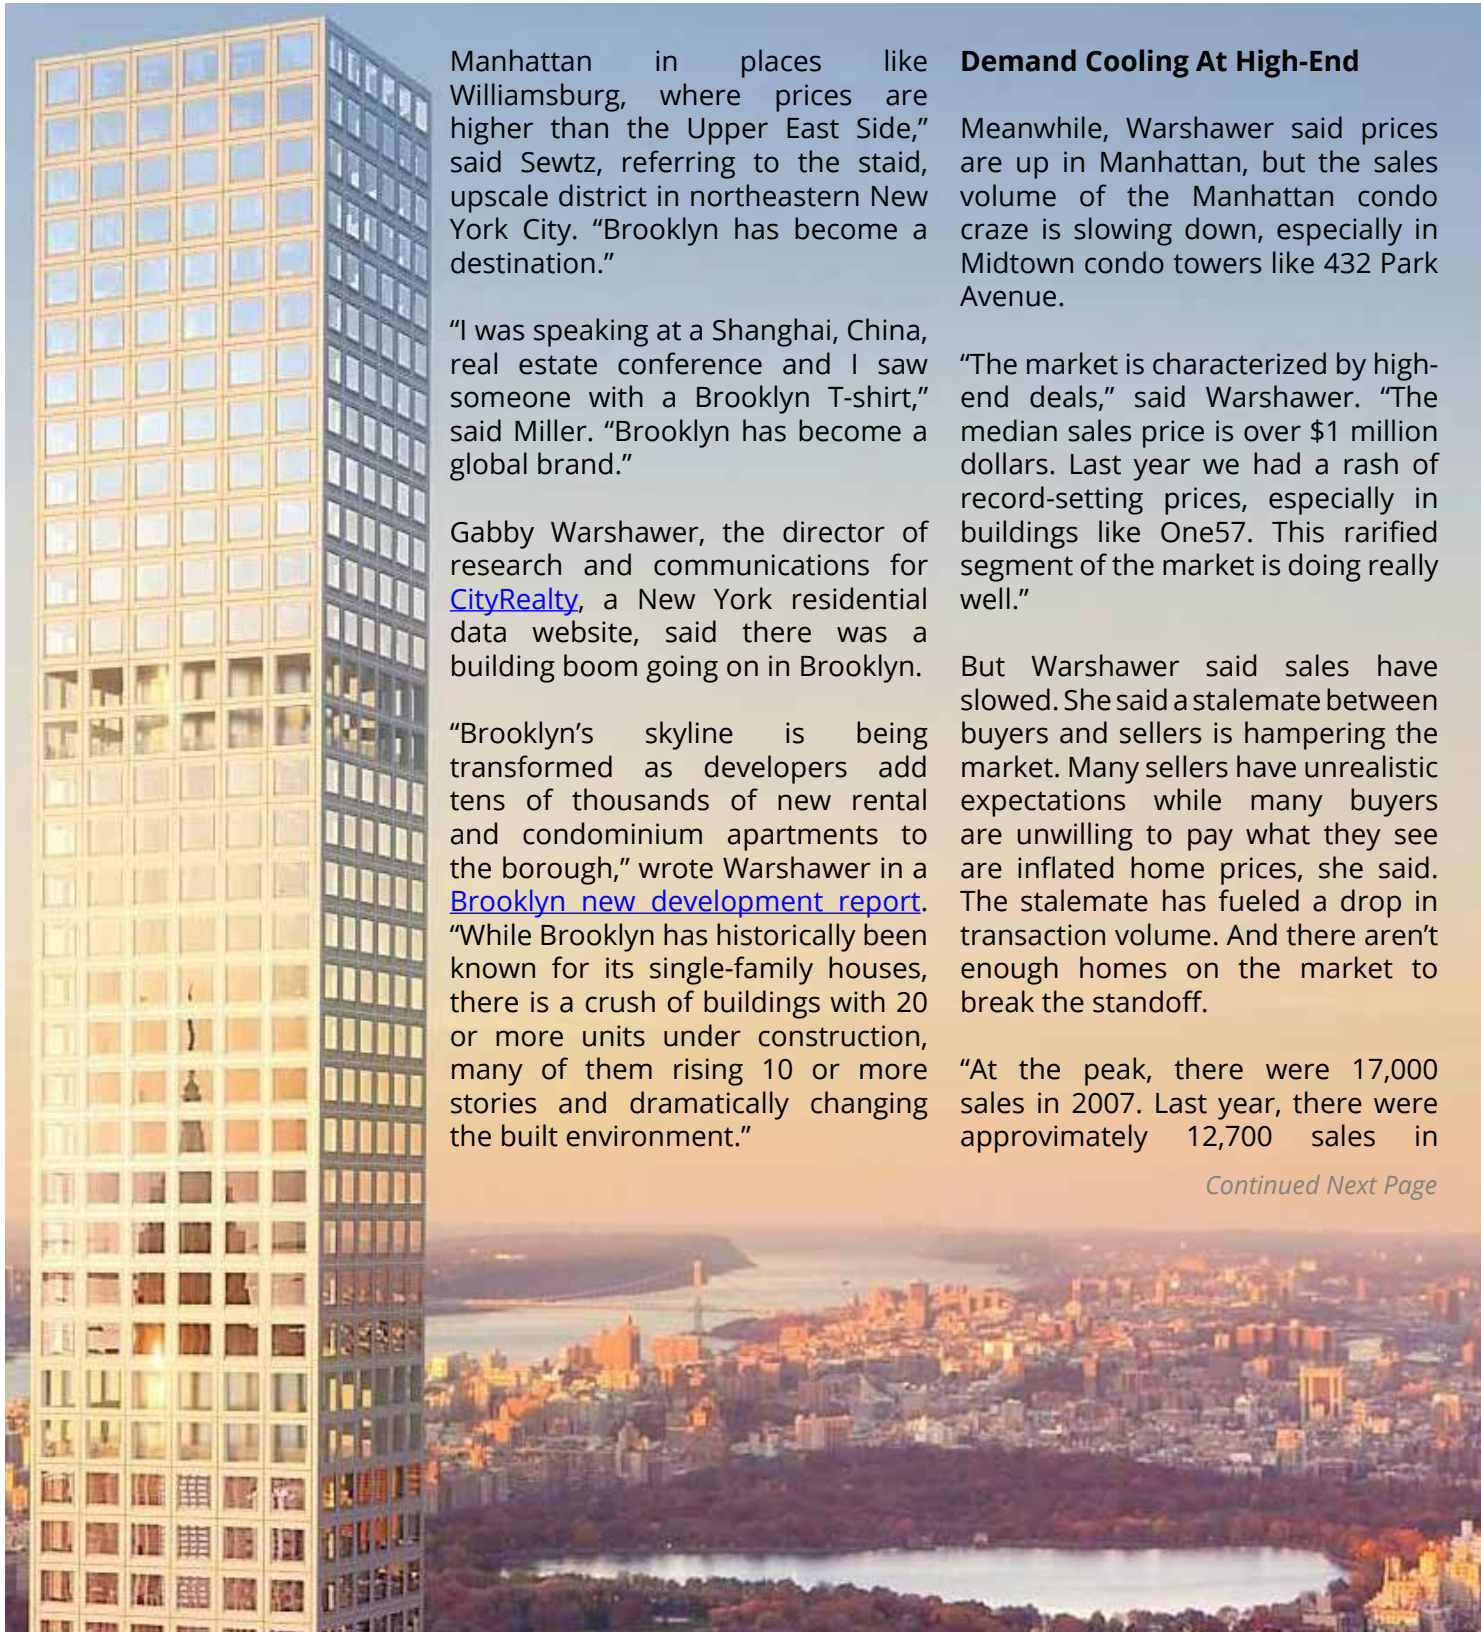 Manhattan in places like
Williamsburg, where prices are
higher than the Upper East Side,”
said Sewtz, referring to the staid,
upscale district in northeastern New
York City. “Brooklyn has become a
destination.”
“I was speaking at a Shanghai, China,
real estate conference and I saw
someone with a Brooklyn T-shirt,”
said Miller. “Brooklyn has become a
global brand.”
Gabby Warshawer, the director of
research and communications for
CityRealty, a New York residential
data website, said there was a
building boom going on in Brooklyn.
“Brooklyn’s skyline is being
transformed as developers add
tens of thousands of new rental
and condominium apartments to
the borough,” wrote Warshawer in a
Brooklyn new development report.
“While Brooklyn has historically been
known for its single-family houses,
there is a crush of buildings with 20
or more units under construction,
many of them rising 10 or more
stories and dramatically changing
the built environment.”
Demand Cooling At High-End
Meanwhile, Warshawer said prices
are up in Manhattan, but the sales
volume of the Manhattan condo
craze is slowing down, especially in
Midtown condo towers like 432 Park
Avenue.
“The market is characterized by high-
end deals,” said Warshawer. “The
median sales price is over $1 million
dollars. Last year we had a rash of
record-setting prices, especially in
buildings like One57. This rarified
segment of the market is doing really
well.”
But Warshawer said sales have
slowed. She said a stalemate between
buyers and sellers is hampering the
market. Many sellers have unrealistic
expectations while many buyers
are unwilling to pay what they see
are inflated home prices, she said.
The stalemate has fueled a drop in
transaction volume. And there aren’t
enough homes on the market to
break the standoff.
“At the peak, there were 17,000
sales in 2007. Last year, there were
approvimately 12,700 sales in
Continued Next Page